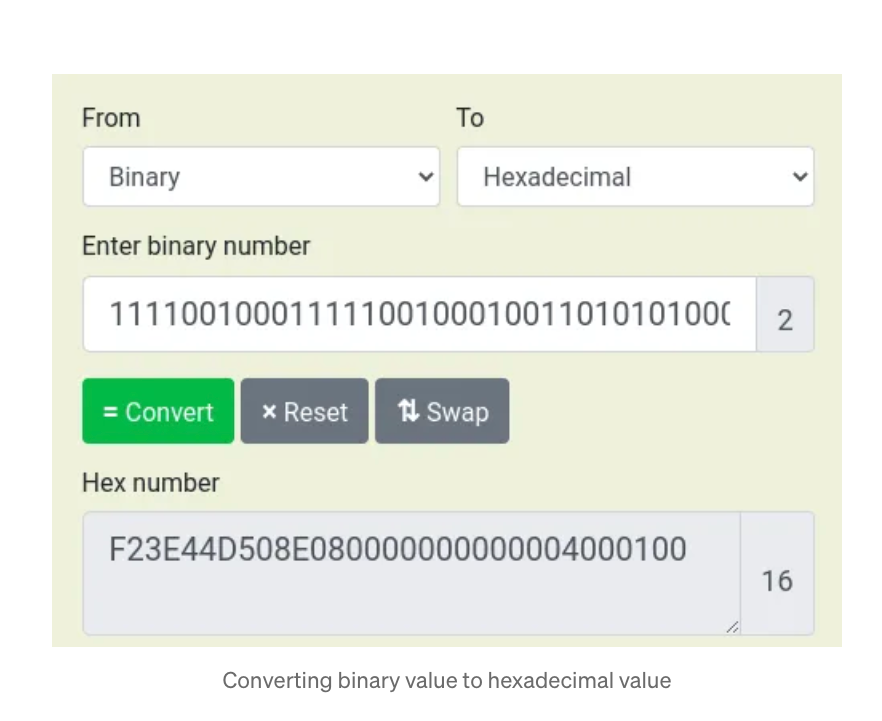 From To
Binary Hexadecimal
Enter binary number
11110010001111100100010011010101000
2
= Convert × Reset ⇅ Swap
Hex number
F23E44D508E080000000000004000100
16
Converting binary value to hexadecimal value